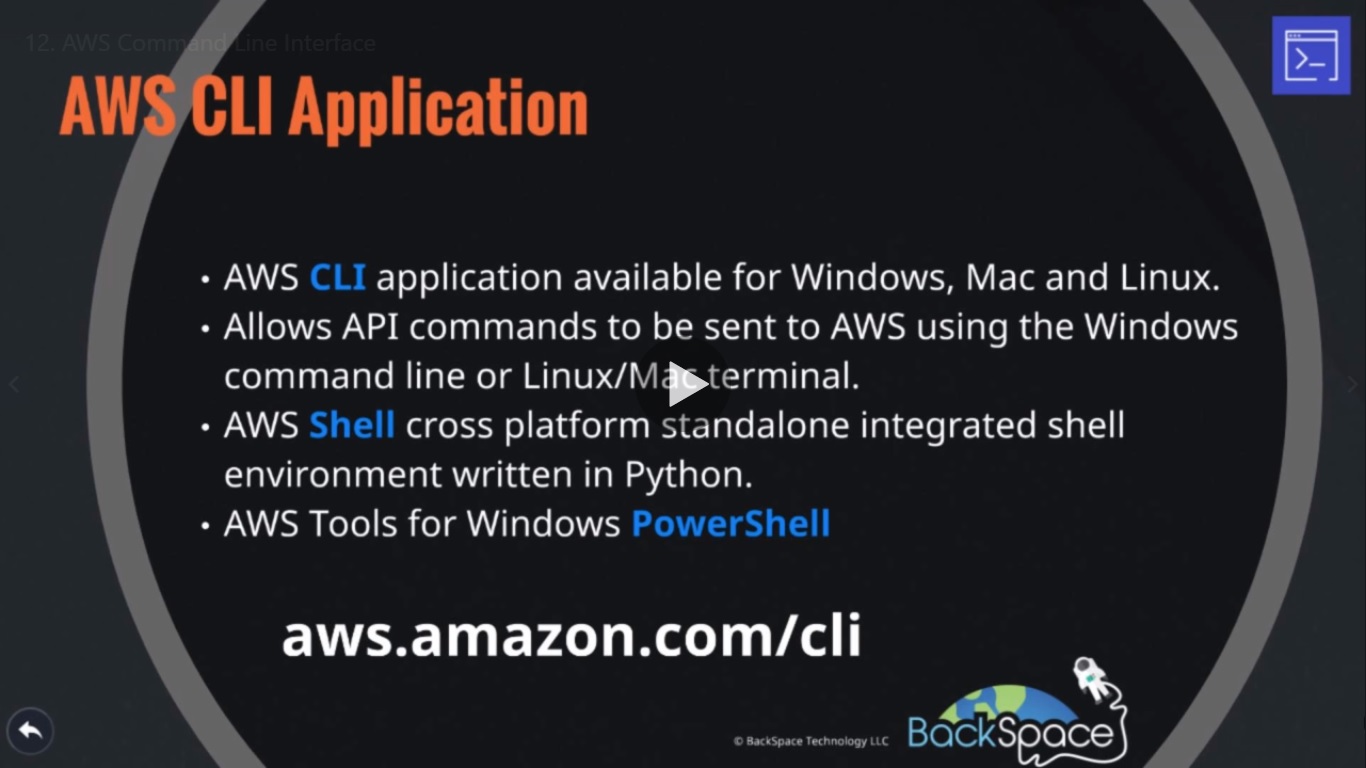 12. AWS Command Line Interface
AWS CLI Application
• AWS CLI application available for Windows, Mac and Linux.
• Allows API commands to be sent to AWS using the Windows
command line or Linux/Mac terminal.
• AWS Shell cross platform standalone integrated shell
environment written in Python.
• AWS Tools for Windows PowerShell
aws.amazon.com/cli
© BackSpace Technology LLC
BackSpace